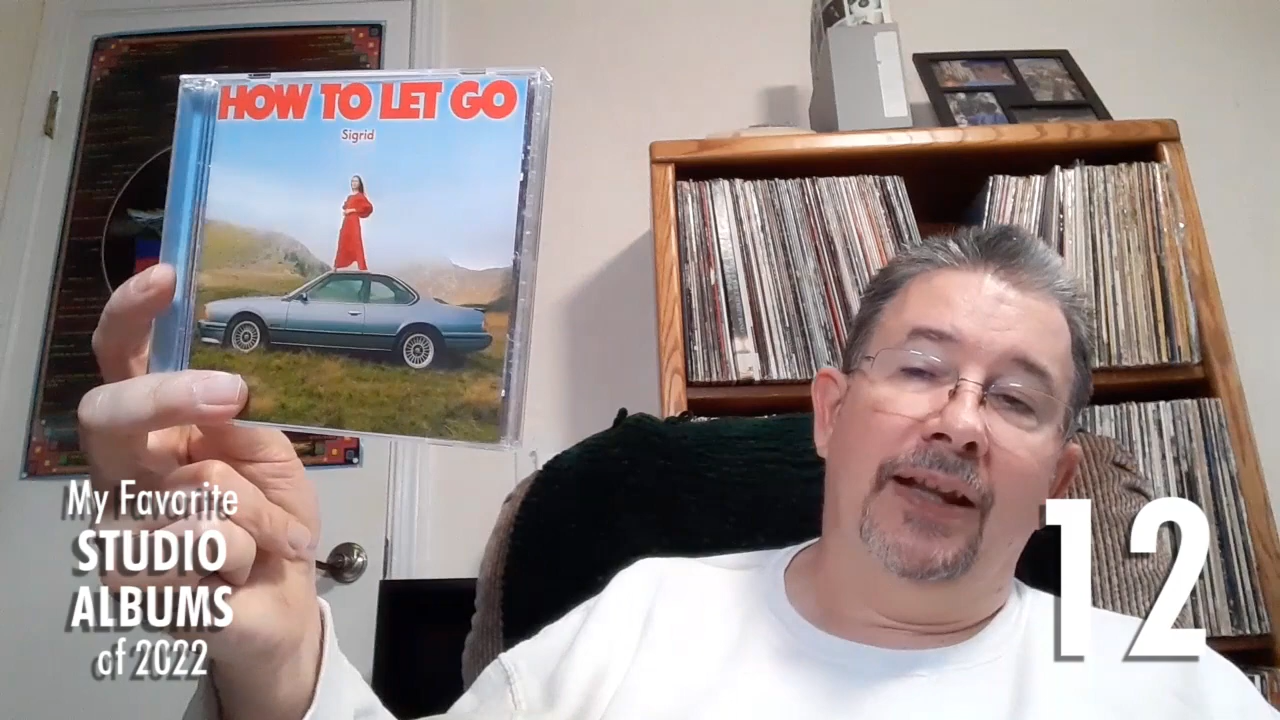 HOW TO LET GO
Sigrid
My Favorite
STUDIO
ALBUMS
of 2022
12